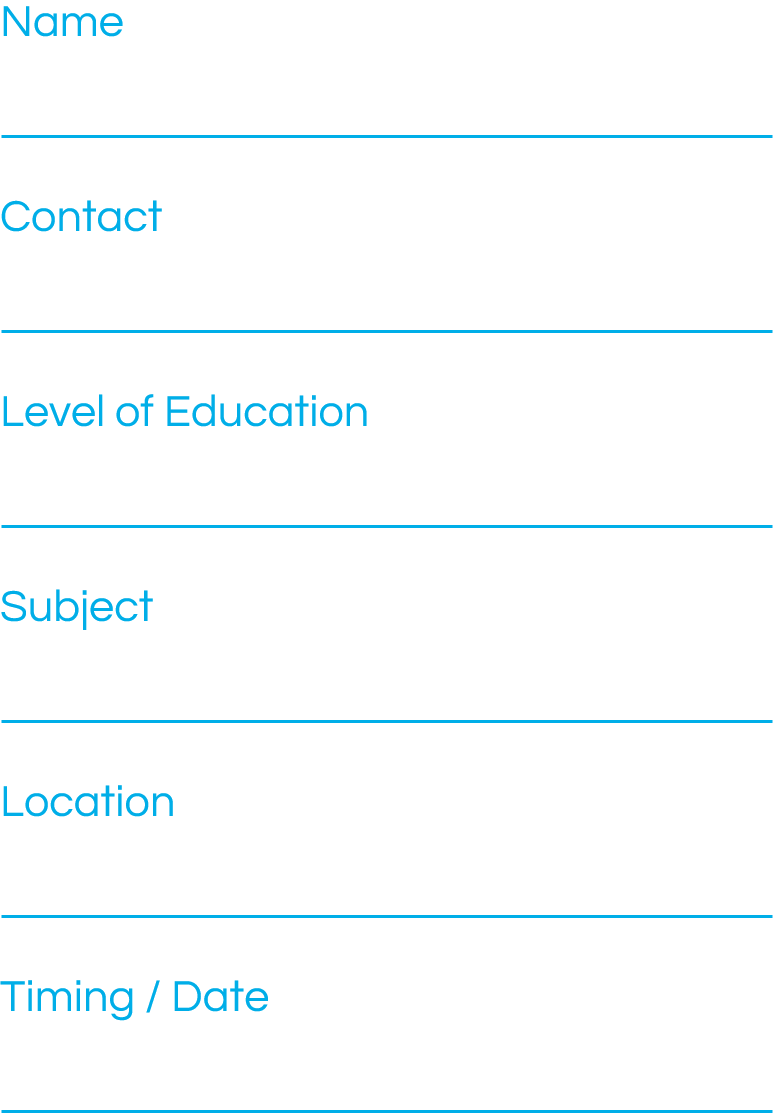 Name
Contact
Level of Education
Subject
Location
Timing / Date